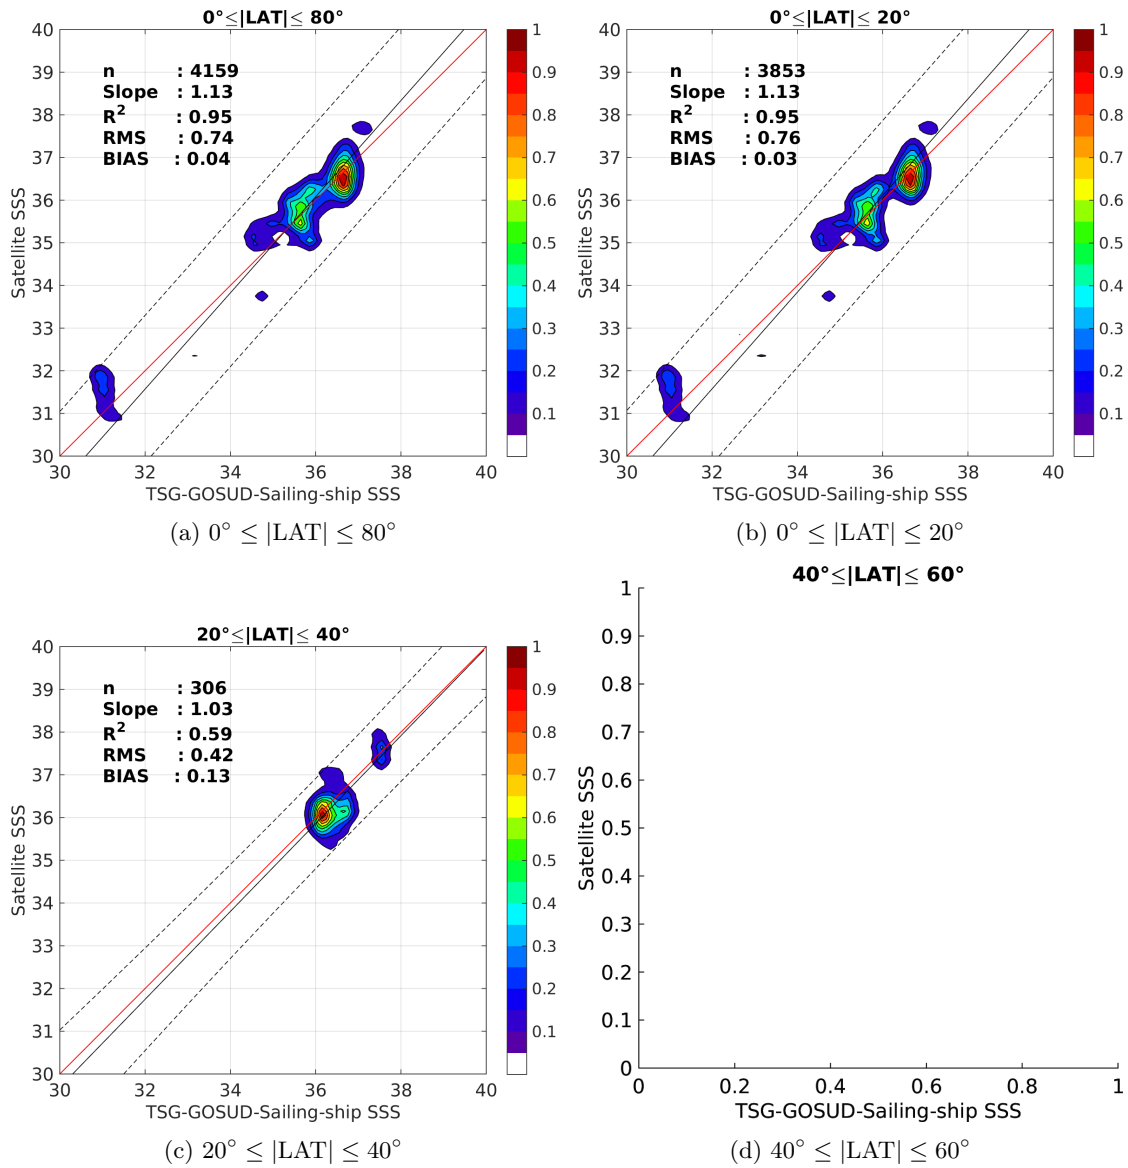 0°≤|LAT|≤ 80°
40
39
38
37
36
35
34
33
32
31
30
n : 4159
Slope : 1.13
R² : 0.95
RMS : 0.74
BIAS : 0.04
30 32 34 36 38 40
Satellite SSS
TSG-GOSUD-Sailing-ship SSS
1
0.9
0.8
0.7
0.6
0.5
0.4
0.3
0.2
0.1
(a) 0° ≤ |LAT| ≤ 80°
0°≤|LAT|≤ 20°
40
39
38
37
36
35
34
33
32
31
30
n : 3853
Slope : 1.13
R² : 0.95
RMS : 0.76
BIAS : 0.03
30 32 34 36 38 40
Satellite SSS
TSG-GOSUD-Sailing-ship SSS
1
0.9
0.8
0.7
0.6
0.5
0.4
0.3
0.2
0.1
(b) 0° ≤ |LAT| ≤ 20°
20°≤|LAT|≤ 40°
40
39
38
37
36
35
34
33
32
31
30
n : 306
Slope : 1.03
R² : 0.59
RMS : 0.42
BIAS : 0.13
30 32 34 36 38 40
Satellite SSS
TSG-GOSUD-Sailing-ship SSS
1
0.9
0.8
0.7
0.6
0.5
0.4
0.3
0.2
0.1
(c) 20° ≤ |LAT| ≤ 40°
40°≤|LAT|≤ 60°
1
0.9
0.8
0.7
0.6
0.5
0.4
0.3
0.2
0.1
0
0 0.2 0.4 0.6 0.8 1
Satellite SSS
TSG-GOSUD-Sailing-ship SSS
(d) 40° ≤ |LAT| ≤ 60°